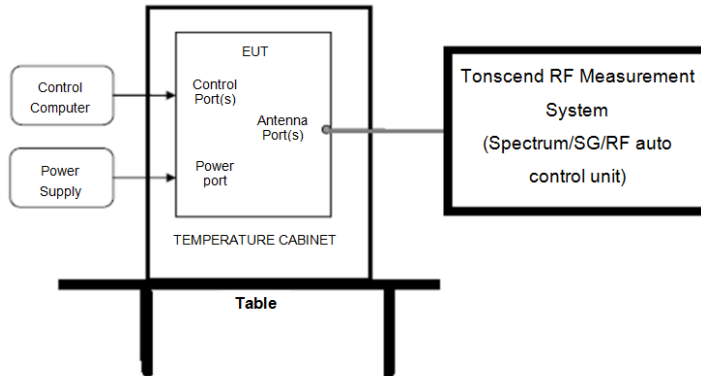 Control
Computer
Power
Supply
EUT
Control
Port(s)
Antenna
Port(s)
Power
port
TEMPERATURE CABINET
Table
Tonscend RF Measurement
System
(Spectrum/SG/RF auto
control unit)